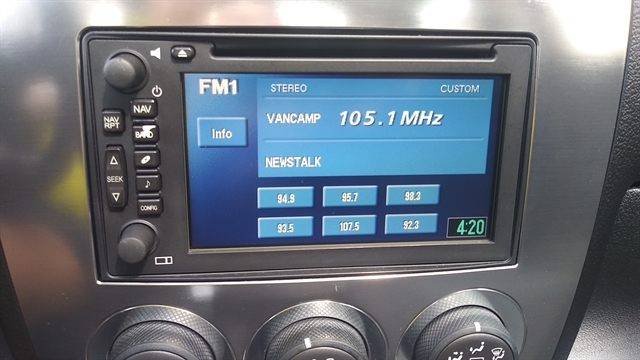 NAV
NAV
RPT
BAND
SEEK
CONFIG
FM1
STEREO
CUSTOM
Info
VANCAMP
105.1 MHz
NEWSTALK
94.9
95.7
98.3
93.5
107.5
92.3
4:20